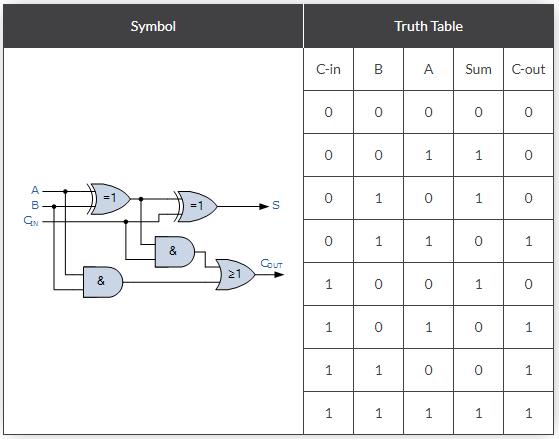 Symbol Truth Table
C-in B A Sum C-out
0 0 0 0 0
0 0 1 1 0
0 1 0 1 0
0 1 1 0 1
1 0 0 1 0
1 0 1 0 1
1 1 0 0 1
1 1 1 1 1
A
B
CIN
=1
=1
S
&
&
≥1
COUT